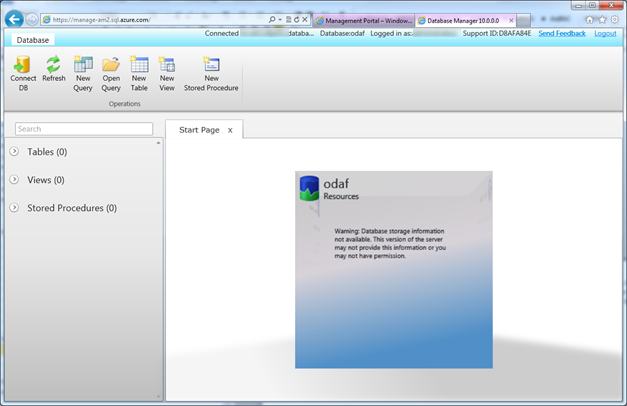 https://manage-am2.sql.azure.com/
Management Portal – Window...
Database Manager 10.0.0.0
Database
Connected
:databa...
Database:odaf
Logged in as:
Support ID:D8AFA84E
Send Feedback
Logout
Connect DB
Refresh
New Query
Open Query
New Table
New View
New Stored Procedure
Operations
Search
Start Page x
Tables (0)
Views (0)
Stored Procedures (0)
odaf
Resources
Warning: Database storage information
not available. This version of the server
may not provide this information or you
may not have permission.